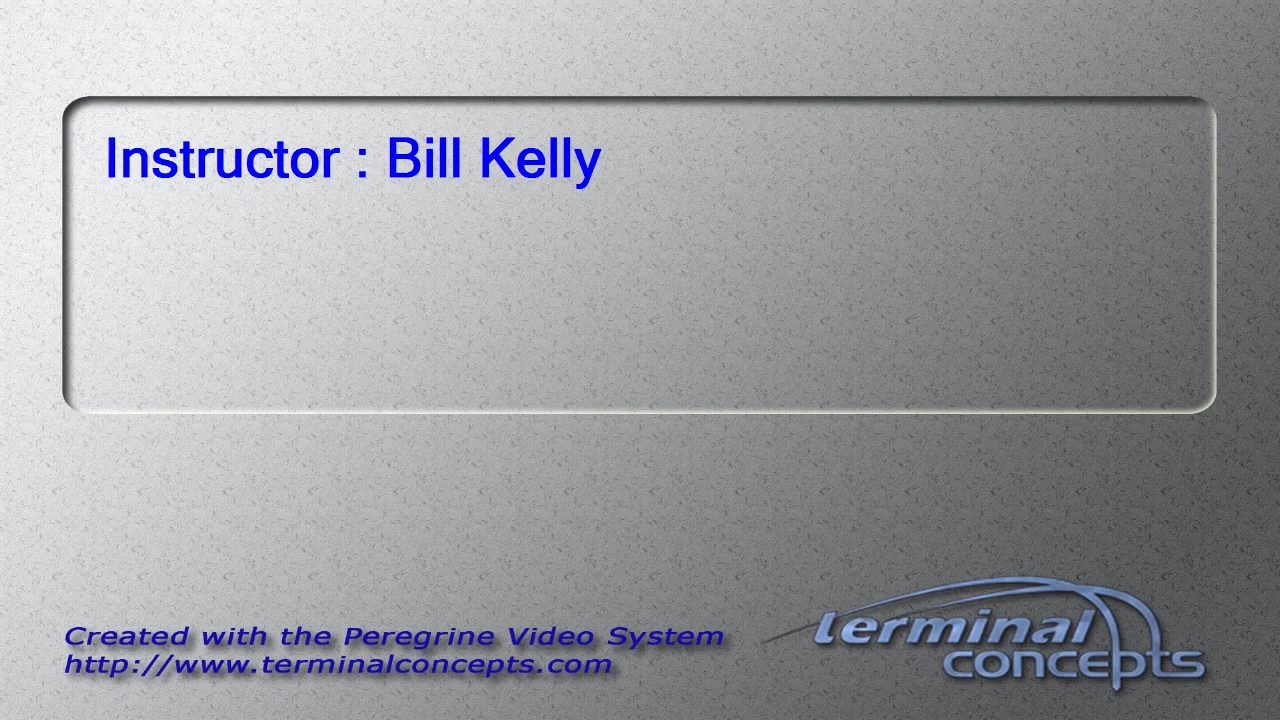 Instructor : Bill Kelly
Created with the Peregrine Video System
http://www.terminalconcepts.com
terminal
concepts